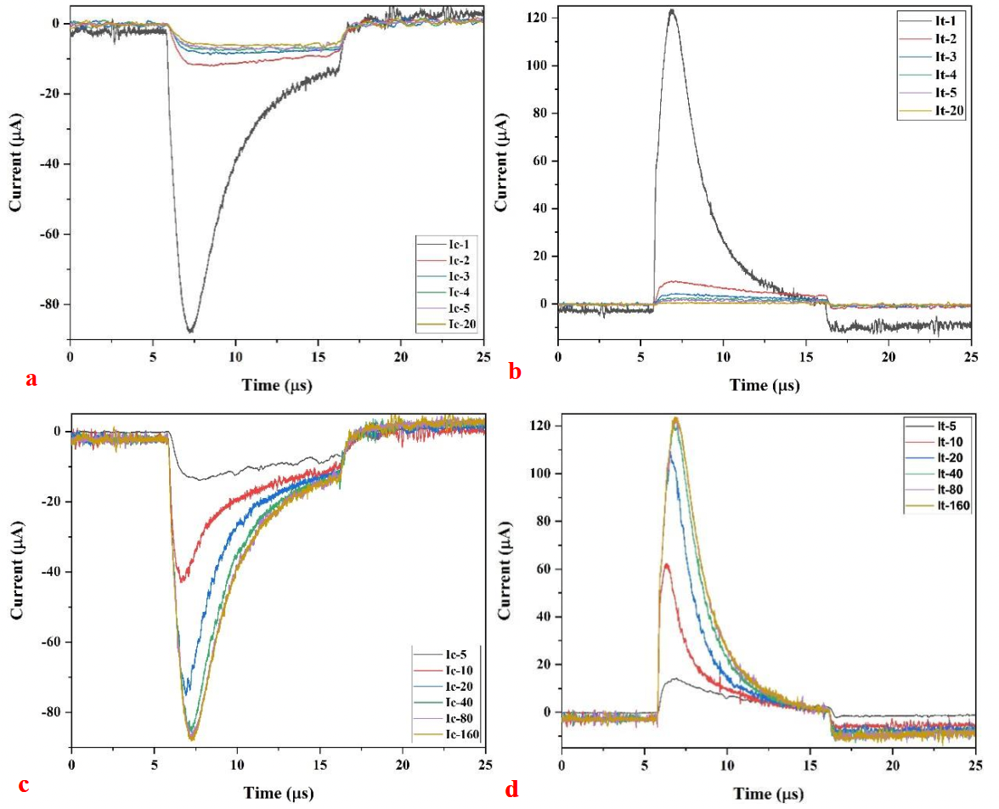 0
-20
-40
-60
-80
Current (μA)
Ic-1
Ic-2
Ic-3
Ic-4
Ic-5
Ic-20
0 5 10 15 20 25
Time (μs)
a
120
100
80
60
40
20
0
Current (μA)
It-1
It-2
It-3
It-4
It-5
It-20
0 5 10 15 20 25
Time (μs)
b
0
-20
-40
-60
-80
Current (μA)
Ic-5
Ic-10
Ic-20
Ic-40
Ic-80
Ic-160
0 5 10 15 20 25
Time (μs)
c
120
100
80
60
40
20
0
Current (μA)
It-5
It-10
It-20
It-40
It-80
It-160
0 5 10 15 20 25
Time (μs)
d